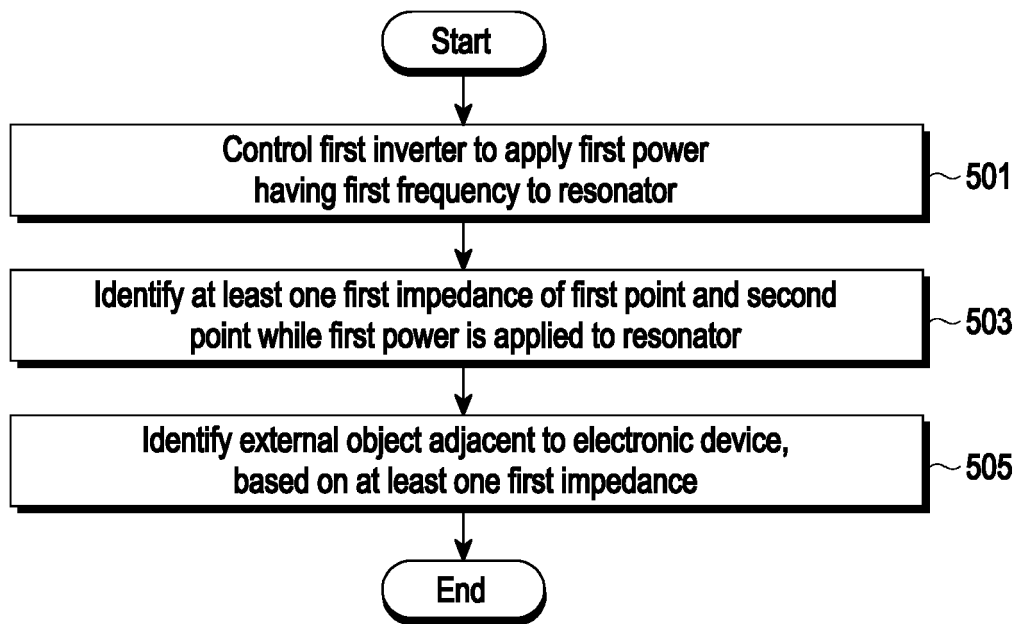 Start
Control first inverter to apply first power
having first frequency to resonator
501
Identify at least one first impedance of first point and second
point while first power is applied to resonator
503
Identify external object adjacent to electronic device,
based on at least one first impedance
505
End